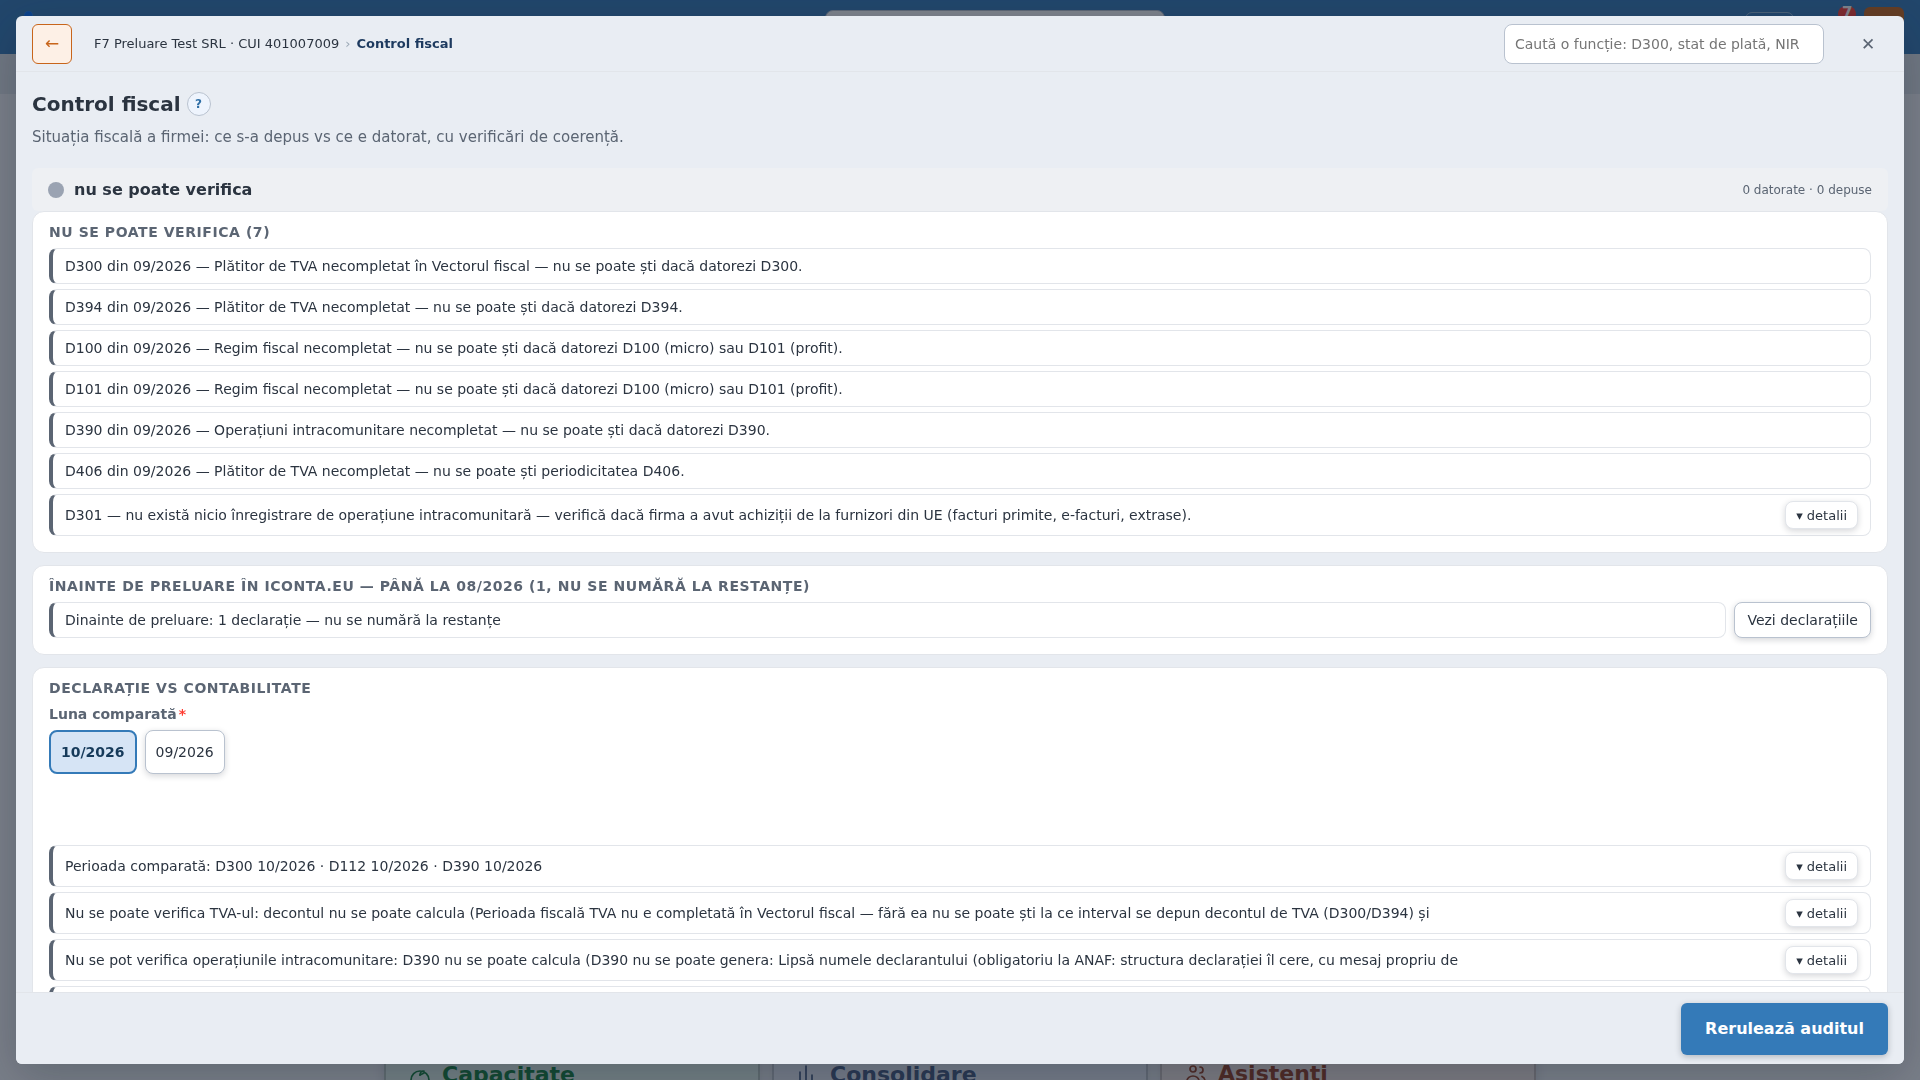 7
← F7 Preluare Test SRL · CUI 401007009 › Control fiscal
Caută o funcție: D300, stat de plată, NIR
✕
Control fiscal ?
Situația fiscală a firmei: ce s-a depus vs ce e datorat, cu verificări de coerență.
nu se poate verifica
0 datorate · 0 depuse
NU SE POATE VERIFICA (7)
D300 din 09/2026 — Plătitor de TVA necompletat în Vectorul fiscal — nu se poate ști dacă datorezi D300.
D394 din 09/2026 — Plătitor de TVA necompletat — nu se poate ști dacă datorezi D394.
D100 din 09/2026 — Regim fiscal necompletat — nu se poate ști dacă datorezi D100 (micro) sau D101 (profit).
D101 din 09/2026 — Regim fiscal necompletat — nu se poate ști dacă datorezi D100 (micro) sau D101 (profit).
D390 din 09/2026 — Operațiuni intracomunitare necompletat — nu se poate ști dacă datorezi D390.
D406 din 09/2026 — Plătitor de TVA necompletat — nu se poate ști periodicitatea D406.
D301 — nu există nicio înregistrare de operațiune intracomunitară — verifică dacă firma a avut achiziții de la furnizori din UE (facturi primite, e-facturi, extrase).
▾ detalii
ÎNAINTE DE PRELUARE ÎN ICONTA.EU — PÂNĂ LA 08/2026 (1, NU SE NUMĂRĂ LA RESTANȚE)
Dinainte de preluare: 1 declarație — nu se numără la restanțe
Vezi declarațiile
DECLARAȚIE VS CONTABILITATE
Luna comparată*
10/2026 09/2026
Perioada comparată: D300 10/2026 · D112 10/2026 · D390 10/2026
▾ detalii
Nu se poate verifica TVA-ul: decontul nu se poate calcula (Perioada fiscală TVA nu e completată în Vectorul fiscal — fără ea nu se poate ști la ce interval se depun decontul de TVA (D300/D394) și
▾ detalii
Nu se pot verifica operațiunile intracomunitare: D390 nu se poate calcula (D390 nu se poate genera: Lipsă numele declarantului (obligatoriu la ANAF: structura declarației îl cere, cu mesaj propriu de
▾ detalii
Rerulează auditul
Capacitate Consolidare Asistenți